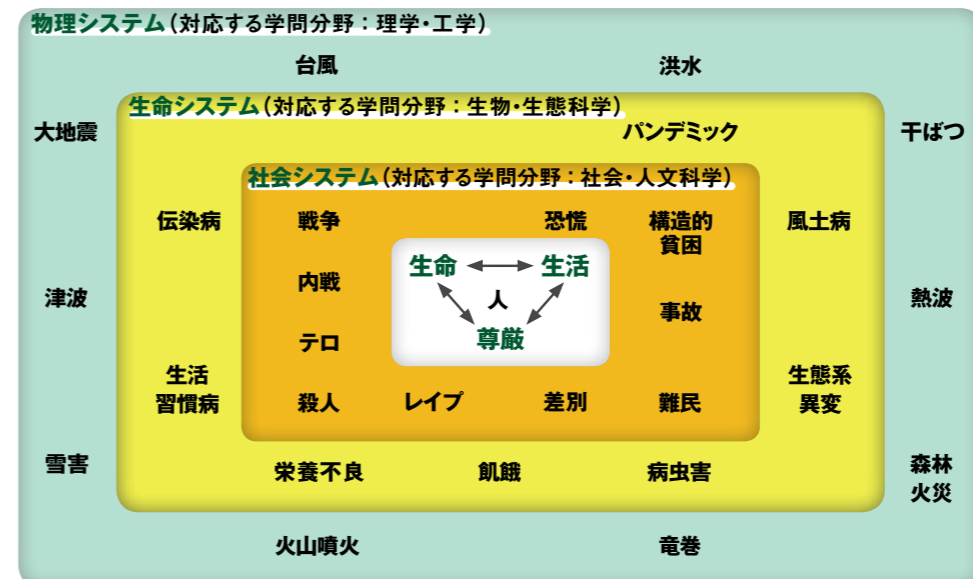 物理システム(対応する学問分野:理学・工学)
台風
洪水
生命システム(対応する学問分野:生物・生態科学)
大地震
パンデミック
干ばつ
社会システム(対応する学問分野:社会・人文科学)
伝染病
戦争
恐慌
構造的
貧困
風土病
生命
生活
内戦
津波
人
事故
熱波
テロ
尊厳
生活
習慣病
殺人
レイプ
差別
難民
生態系
異変
雪害
栄養不良
飢餓
病虫害
森林
火災
火山噴火
竜巻